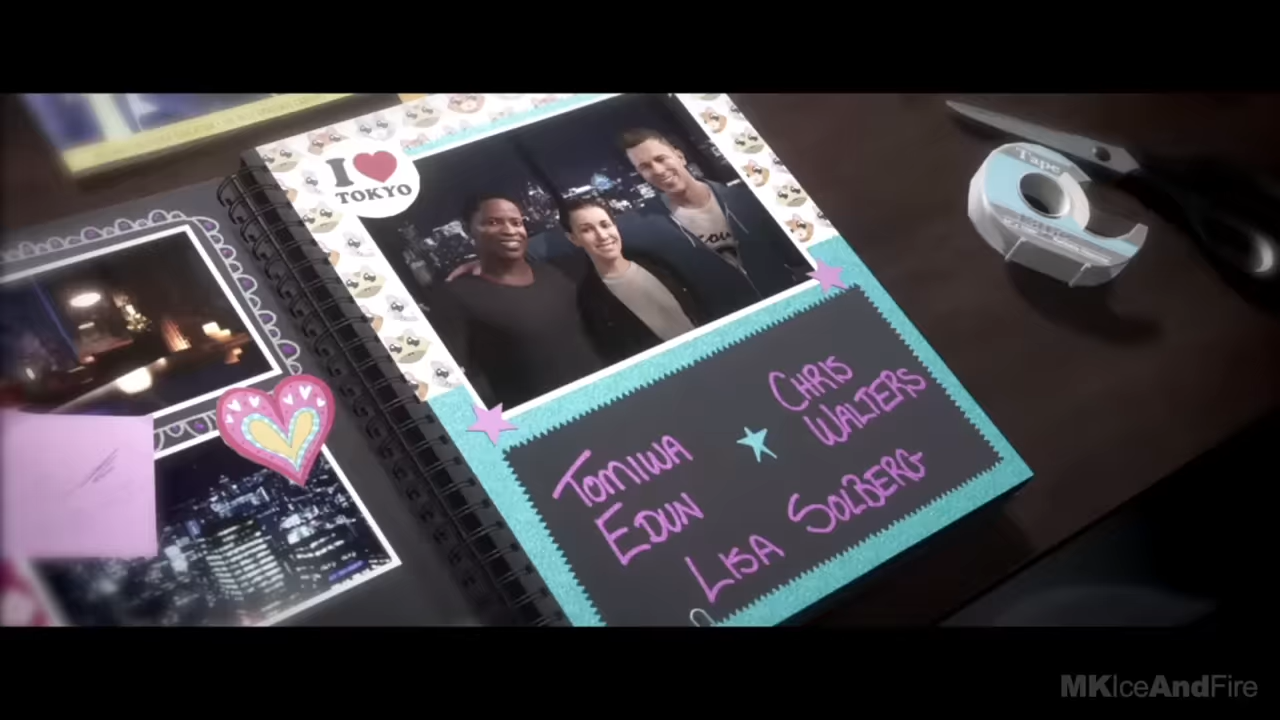 I ❤ TOKYO
Tape
TOMIWA
EDUN
CHRIS
WALTERS
LISA SOLBERG
MKIceAndFire